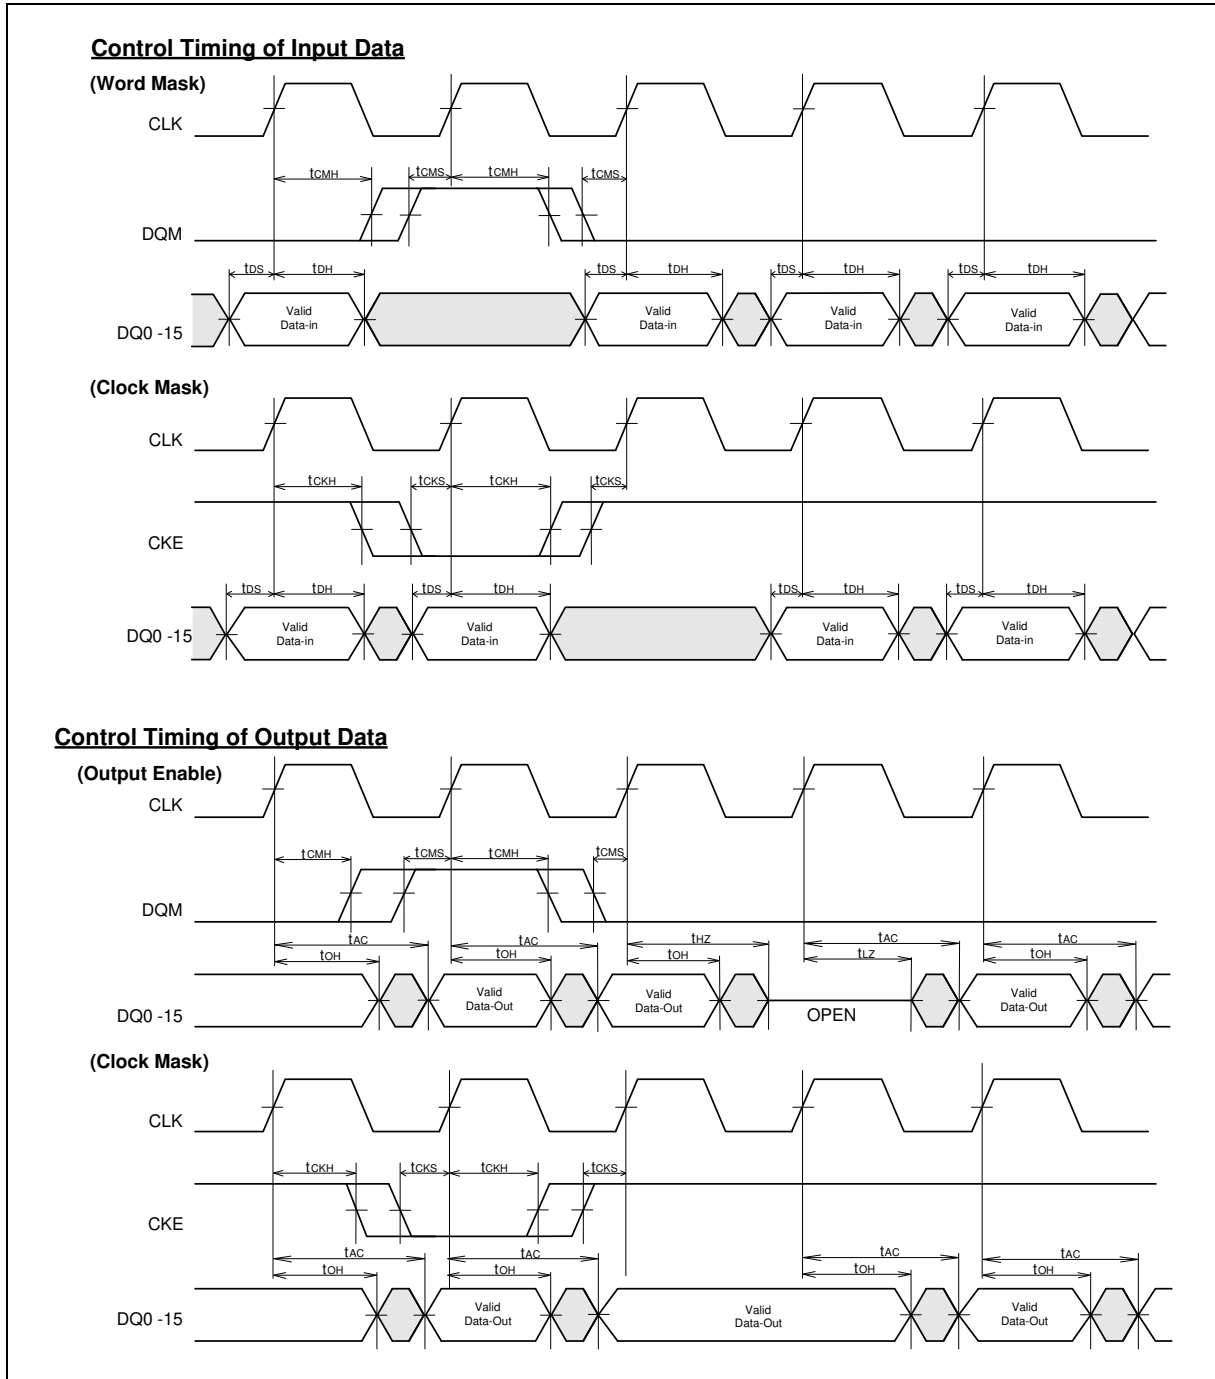 Control Timing of Input Data
(Word Mask)
CLK
tCMH tCMS tCMH tCMS
DQM
tDS tDH tDS tDH tDS tDH tDS tDH
DQ0 -15
Valid Data-in
Valid Data-in
Valid Data-in
Valid Data-in
(Clock Mask)
CLK
tCKH tCKS tCKH tCKS
CKE
tDS tDH tDS tDH tDS tDH tDS tDH
DQ0 -15
Valid Data-in
Valid Data-in
Valid Data-in
Valid Data-in
Control Timing of Output Data
(Output Enable)
CLK
tCMH tCMS tCMH tCMS
DQM
tAC tAC tHZ tAC tAC
tOH tOH tOH tLZ tOH
DQ0 -15
Valid Data-Out
Valid Data-Out
OPEN
Valid Data-Out
(Clock Mask)
CLK
tCKH tCKS tCKH tCKS
CKE
tAC tAC tAC tAC
tOH tOH tOH tOH
DQ0 -15
Valid Data-Out
Valid Data-Out
Valid Data-Out